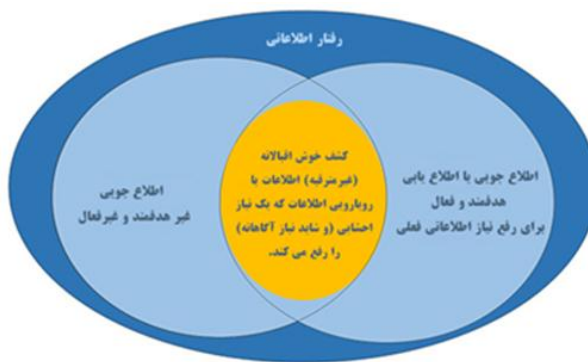 رفتار اطلاعاتی
اطلاع جویی یا اطلاع یابی
هدفمند و فعال
برای رفع نیاز اطلاعاتی فعلی
کشف خوش اقبالانه
(غیرمترقبه) اطلاعات یا
رویارویی اطلاعات که یک نیاز
احشایی (و شاید نیاز آگاهانه)
را رفع می کند.
اطلاع جویی
غیر هدفمند و غیرفعال